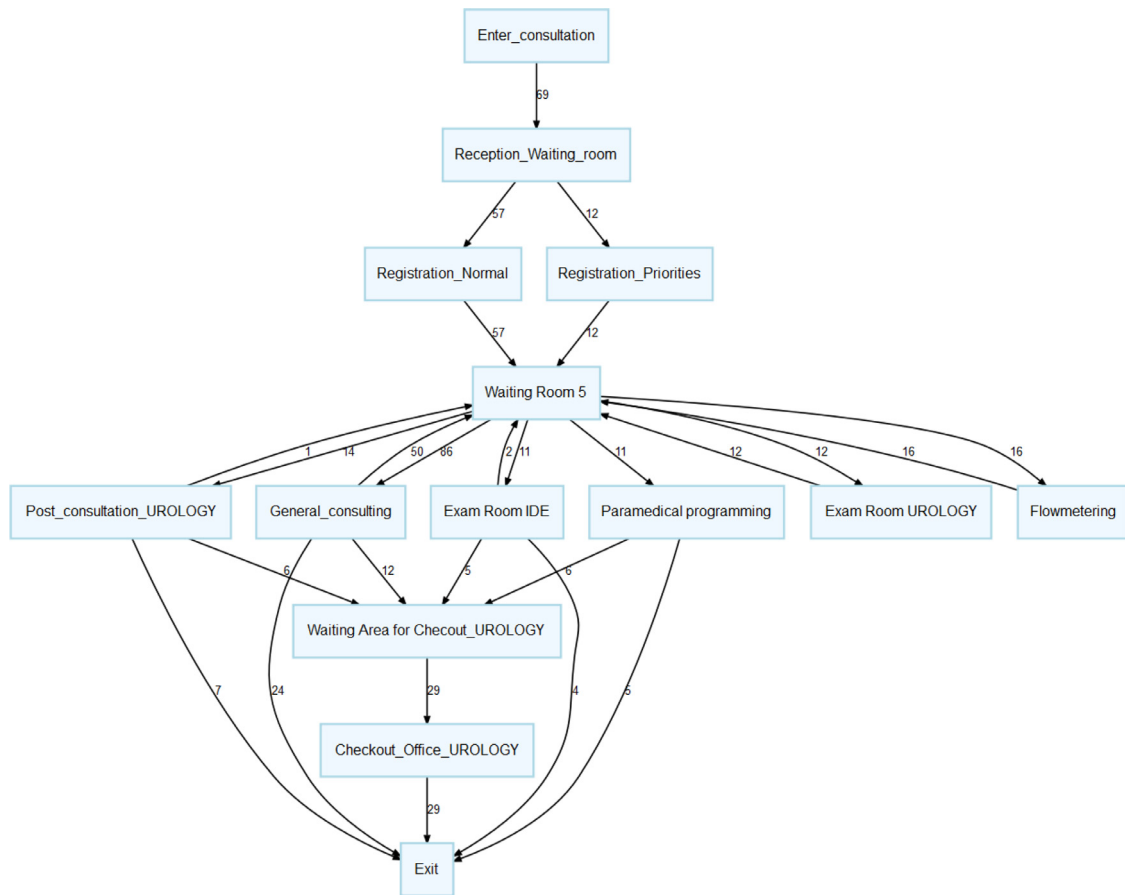 Enter_consultation
69
Reception_Waiting_room
57
12
Registration_Normal
Registration_Priorities
57
12
Waiting Room 5
1
14
50
86
2
11
11
12
12
16
16
Post_consultation_UROLOGY
General_consulting
Exam Room IDE
Paramedical programming
Exam Room UROLOGY
Flowmetering
6
12
5
6
Waiting Area for Checout_UROLOGY
7
24
29
4
5
Checkout_Office_UROLOGY
29
Exit